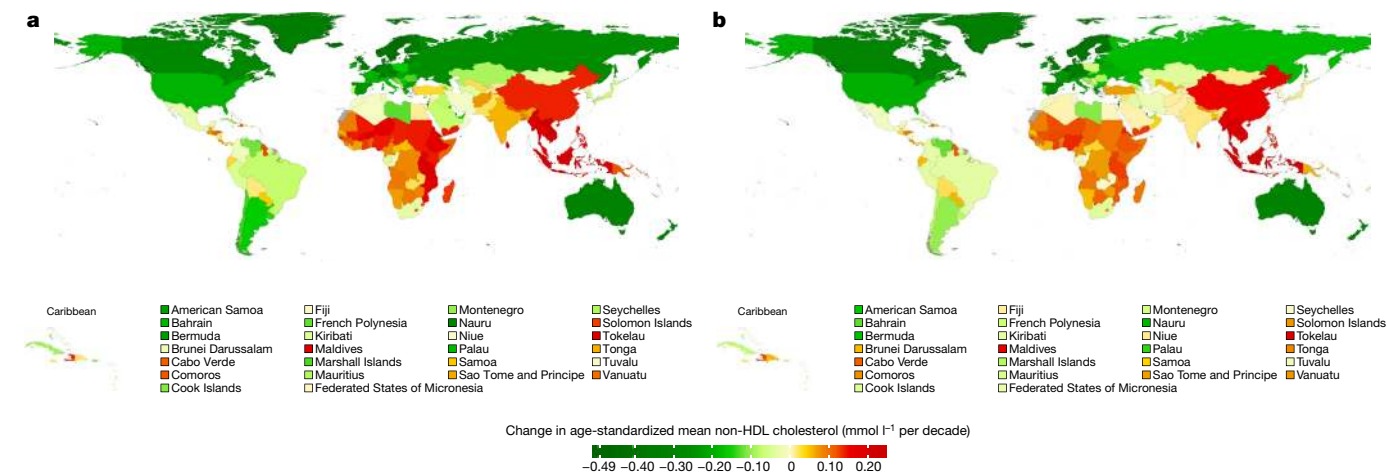 a
b
Caribbean
American Samoa
Bahrain
Bermuda
Brunei Darussalam
Cabo Verde
Comoros
Cook Islands
Fiji
French Polynesia
Kiribati
Maldives
Marshall Islands
Mauritius
Federated States of Micronesia
Montenegro
Nauru
Niue
Palau
Samoa
Sao Tome and Principe
Seychelles
Solomon Islands
Tokelau
Tonga
Tuvalu
Vanuatu
Caribbean
American Samoa
Bahrain
Bermuda
Brunei Darussalam
Cabo Verde
Comoros
Cook Islands
Fiji
French Polynesia
Kiribati
Maldives
Marshall Islands
Mauritius
Federated States of Micronesia
Montenegro
Nauru
Niue
Palau
Samoa
Sao Tome and Principe
Seychelles
Solomon Islands
Tokelau
Tonga
Tuvalu
Vanuatu
Change in age-standardized mean non-HDL cholesterol (mmol l⁻¹ per decade)
−0.49 −0.40 −0.30 −0.20 −0.10 0 0.10 0.20